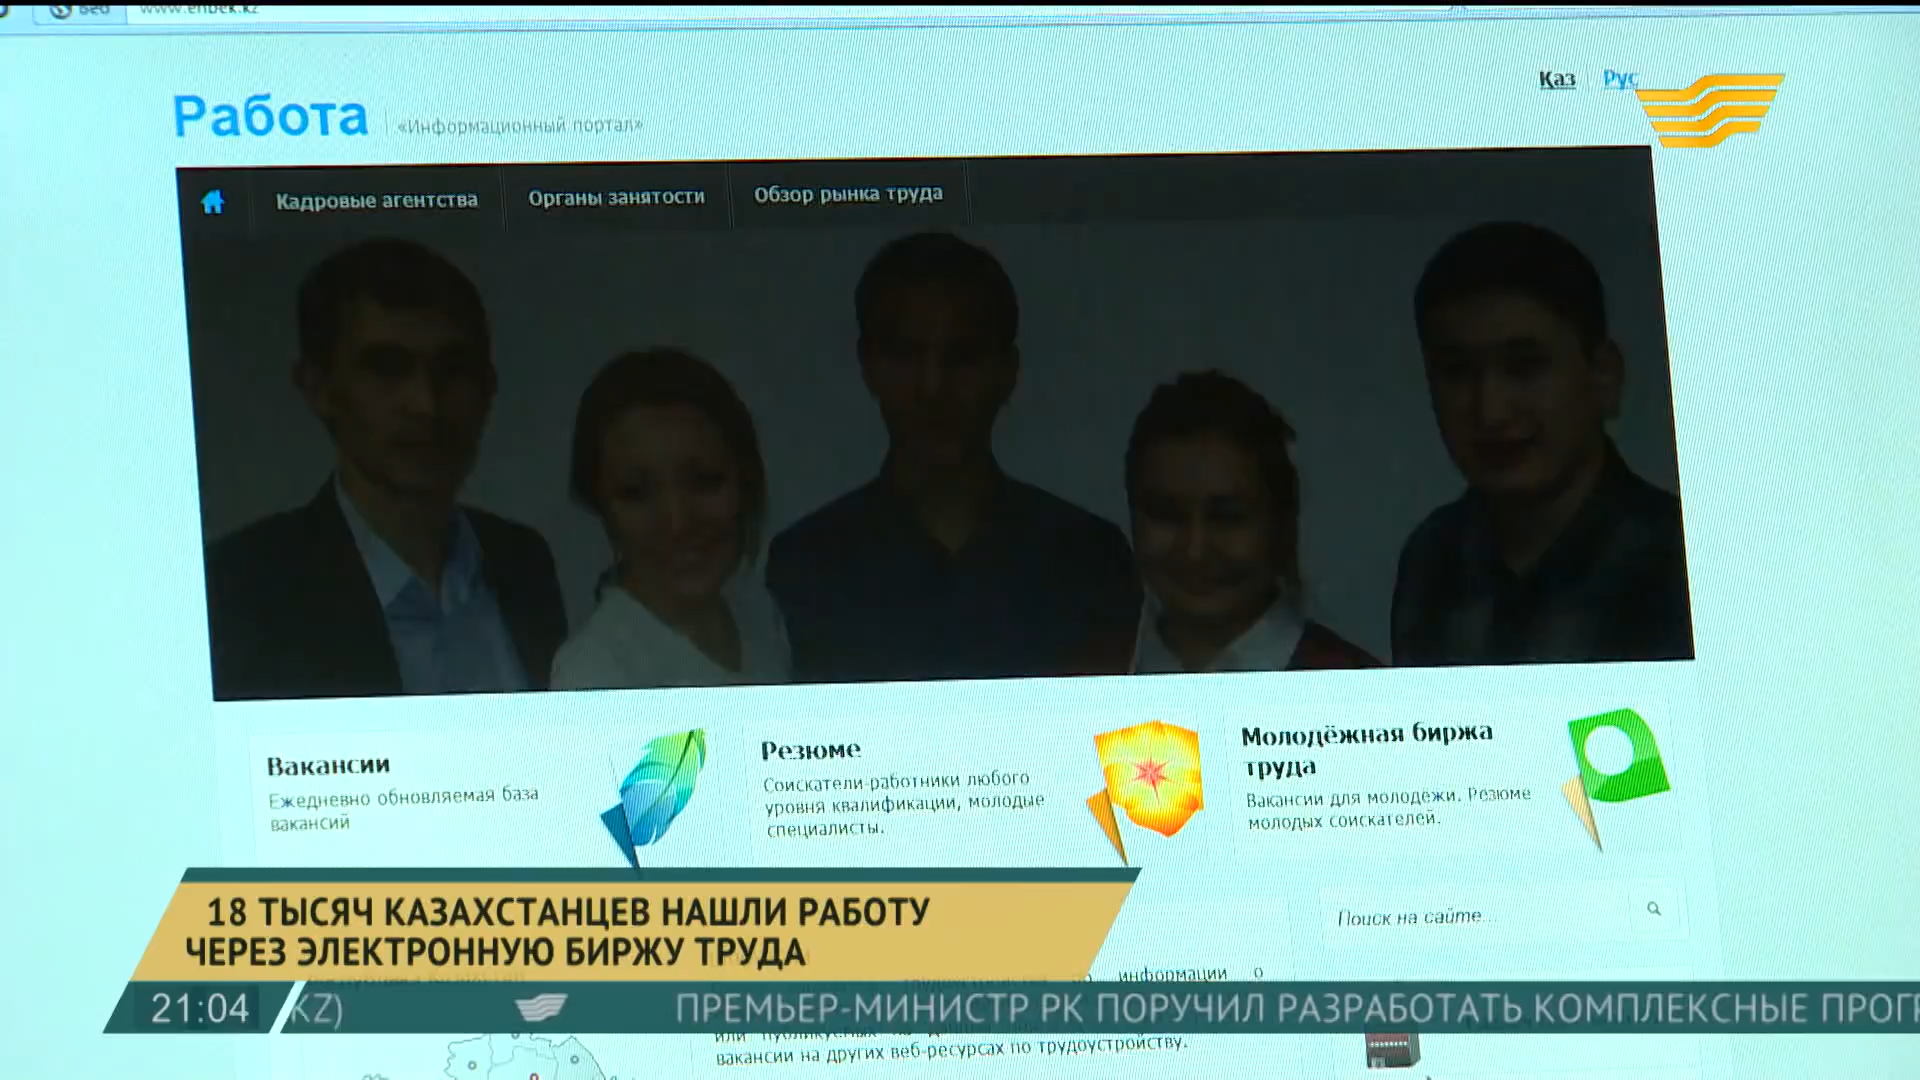 Веб
www.enbek.kz
Қаз Рус
Работа «Информационный портал»
Кадровые агентства Органы занятости Обзор рынка труда
Вакансии
Ежедневно обновляемая база
вакансий
Резюме
Соискатели-работники любого
уровня квалификации, молодые
специалисты.
Молодёжная биржа
труда
Вакансии для молодёжи. Резюме
молодых соискателей.
Поиск на сайте...
18 ТЫСЯЧ КАЗАХСТАНЦЕВ НАШЛИ РАБОТУ
ЧЕРЕЗ ЭЛЕКТРОННУЮ БИРЖУ ТРУДА
информации о
21:04 KZ) ПРЕМЬЕР-МИНИСТР РК ПОРУЧИЛ РАЗРАБОТАТЬ КОМПЛЕКСНЫЕ ПРОГ
вакансии на других веб-ресурсах по трудоустройству.